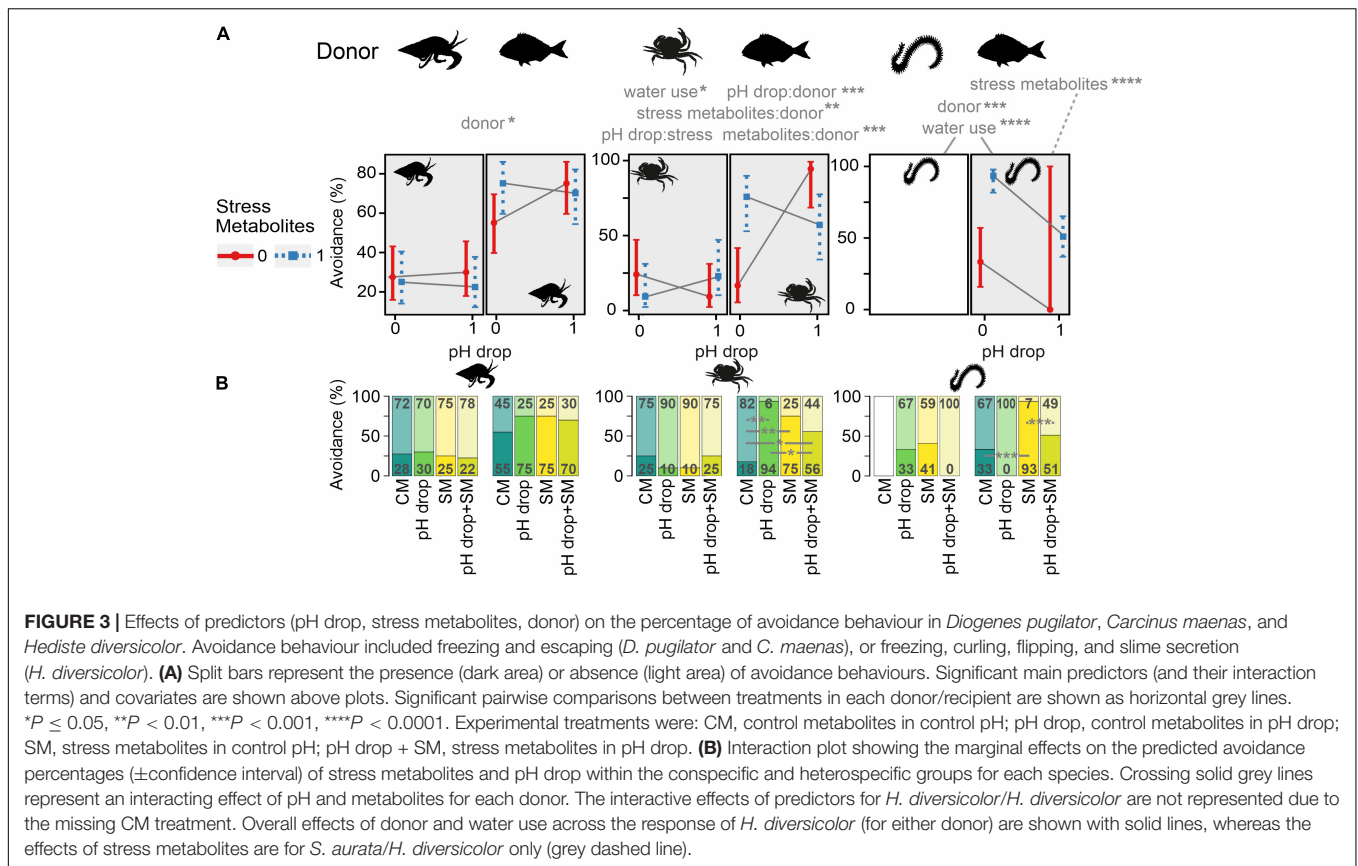 A
Donor
stress metabolites ****
water use * pH drop:donor ***
donor ***
stress metabolites:donor **
donor *
water use ****
pH drop:stress metabolites:donor ***
Stress
Metabolites
0 1
Avoidance (%)
80
60
40
20
0 1
0 1
pH drop
100
50
0
0 1
0 1
pH drop
100
50
0
0 1
pH drop
B
Avoidance (%)
100
50
0
72 70 75 78
28 30 25 22
45 25 25 30
55 75 75 70
CM pH drop SM pH drop+SM
CM pH drop SM pH drop+SM
100
50
0
75 90 90 75
25 10 10 25
82 6 25 44
** ** * *
18 94 75 56
CM pH drop SM pH drop+SM
CM pH drop SM pH drop+SM
100
50
0
67 59 100
33 41 0
67 100 7 49
*** ***
33 0 93 51
CM pH drop SM pH drop+SM
CM pH drop SM pH drop+SM
FIGURE 3 | Effects of predictors (pH drop, stress metabolites, donor) on the percentage of avoidance behaviour in Diogenes pugilator, Carcinus maenas, and
Hediste diversicolor. Avoidance behaviour included freezing and escaping (D. pugilator and C. maenas), or freezing, curling, flipping, and slime secretion
(H. diversicolor). (A) Split bars represent the presence (dark area) or absence (light area) of avoidance behaviours. Significant main predictors (and their interaction
terms) and covariates are shown above plots. Significant pairwise comparisons between treatments in each donor/recipient are shown as horizontal grey lines.
*P ≤ 0.05, **P < 0.01, ***P < 0.001, ****P < 0.0001. Experimental treatments were: CM, control metabolites in control pH; pH drop, control metabolites in pH drop;
SM, stress metabolites in control pH; pH drop + SM, stress metabolites in pH drop. (B) Interaction plot showing the marginal effects on the predicted avoidance
percentages (±confidence interval) of stress metabolites and pH drop within the conspecific and heterospecific groups for each species. Crossing solid grey lines
represent an interacting effect of pH and metabolites for each donor. The interactive effects of predictors for H. diversicolor/H. diversicolor are not represented due to
the missing CM treatment. Overall effects of donor and water use across the response of H. diversicolor (for either donor) are shown with solid lines, whereas the
effects of stress metabolites are for S. aurata/H. diversicolor only (grey dashed line).